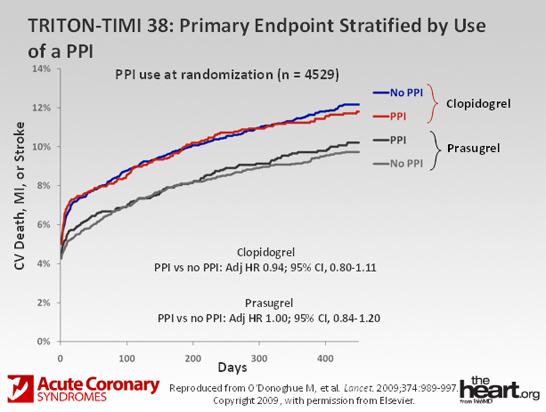 TRITON-TIMI 38: Primary Endpoint Stratified by Use
of a PPI
14%
12%
10%
8%
6%
4%
2%
0%
CV Death, MI, or Stroke
PPI use at randomization (n = 4529)
No PPI
PPI
Clopidogrel
PPI
No PPI
Prasugrel
Clopidogrel
PPI vs no PPI: Adj HR 0.94; 95% CI, 0.80-1.11
Prasugrel
PPI vs no PPI: Adj HR 1.00; 95% CI, 0.84-1.20
0 100 200 300 400
Days
Acute Coronary
SYNDROMES
Reproduced from O'Donoghue M, et al. Lancet. 2009;374:989-997.
Copyright 2009, with permission from Elsevier.
the
heart.org
from WebMD